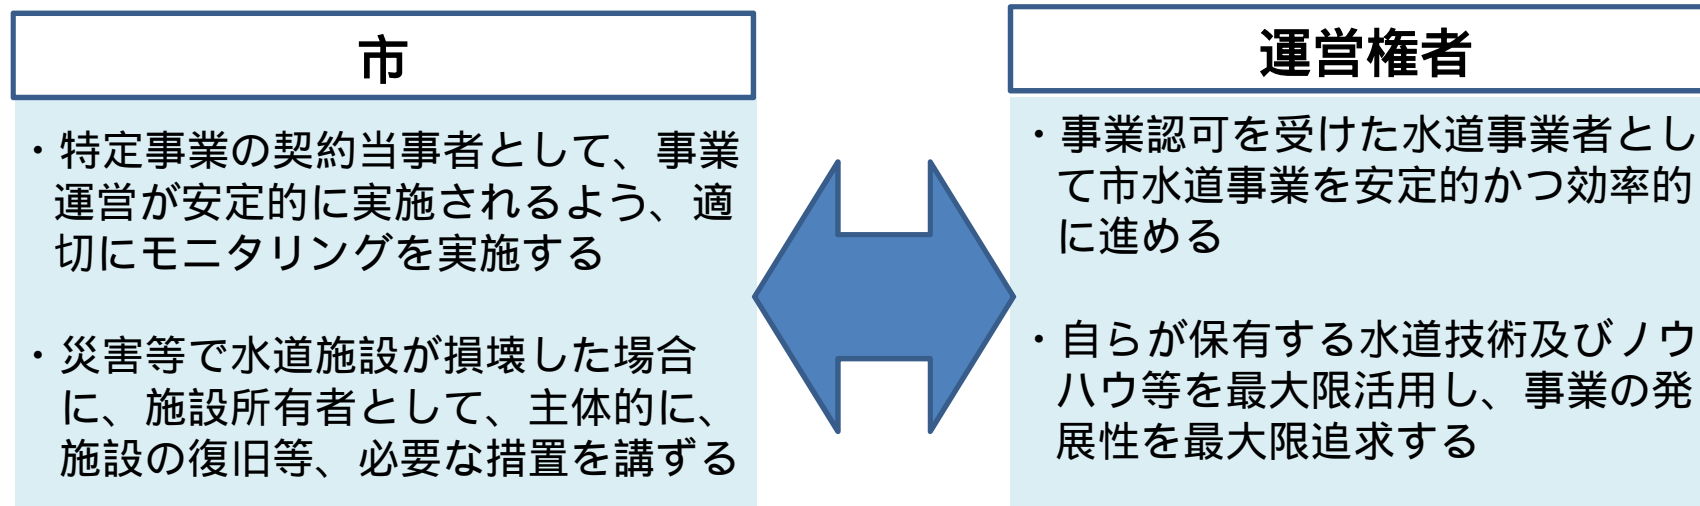 市
・特定事業の契約当事者として、事業
運営が安定的に実施されるよう、適
切にモニタリングを実施する
・災害等で水道施設が損壊した場合
に、施設所有者として、主体的に、
施設の復旧等、必要な措置を講ずる
運営権者
・事業認可を受けた水道事業者とし
て市水道事業を安定的かつ効率的
に進める
・自らが保有する水道技術及びノウ
ハウ等を最大限活用し、事業の発
展性を最大限追求する